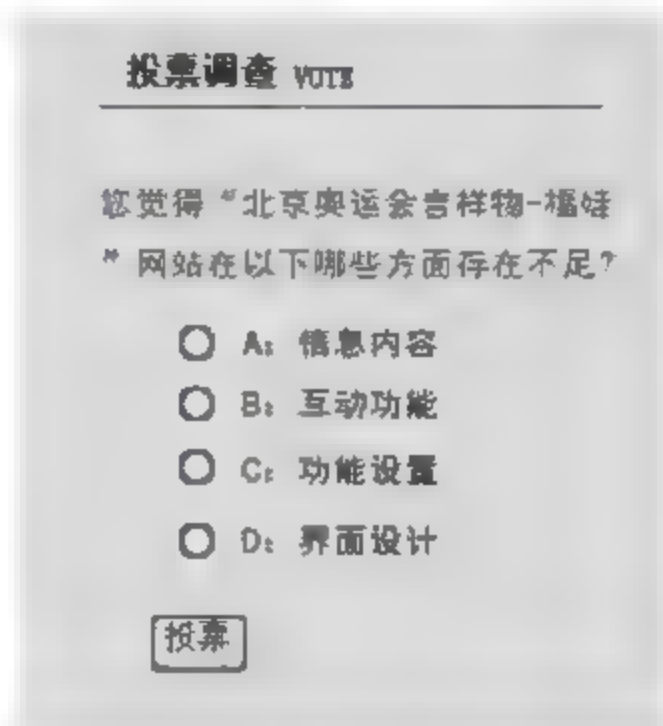 投票调查 VOTE
您觉得“北京奥运会吉祥物-福娃
”网站在以下哪些方面存在不足?
A: 信息内容
B: 互动功能
C: 功能设置
D: 界面设计
投票